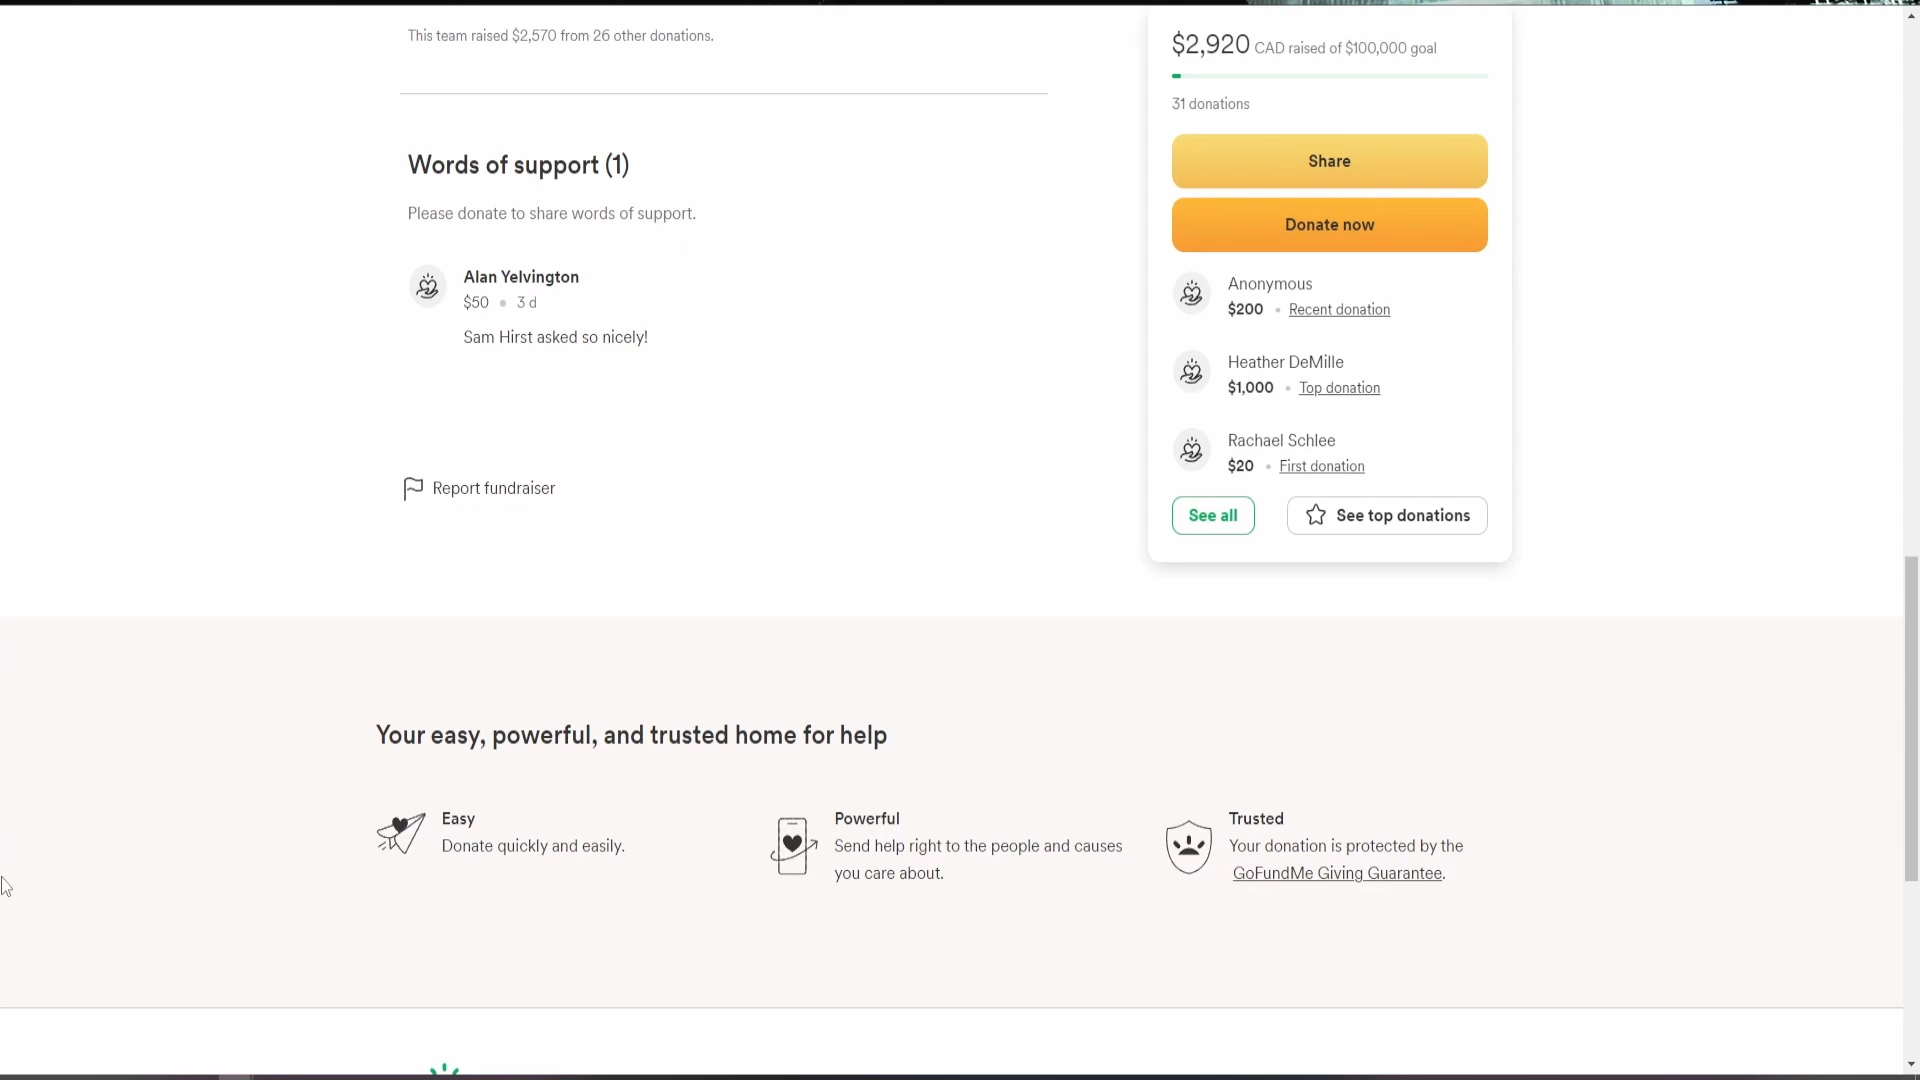 This team raised $2,570 from 26 other donations.
Words of support (1)
Please donate to share words of support.
Alan Yelvington
$50 • 3 d
Sam Hirst asked so nicely!
Report fundraiser
$2,920 CAD raised of $100,000 goal
31 donations
Share
Donate now
Anonymous
$200 • Recent donation
Heather DeMille
$1,000 • Top donation
Rachael Schlee
$20 • First donation
See all
See top donations
Your easy, powerful, and trusted home for help
Easy
Donate quickly and easily.
Powerful
Send help right to the people and causes
you care about.
Trusted
Your donation is protected by the
GoFundMe Giving Guarantee.